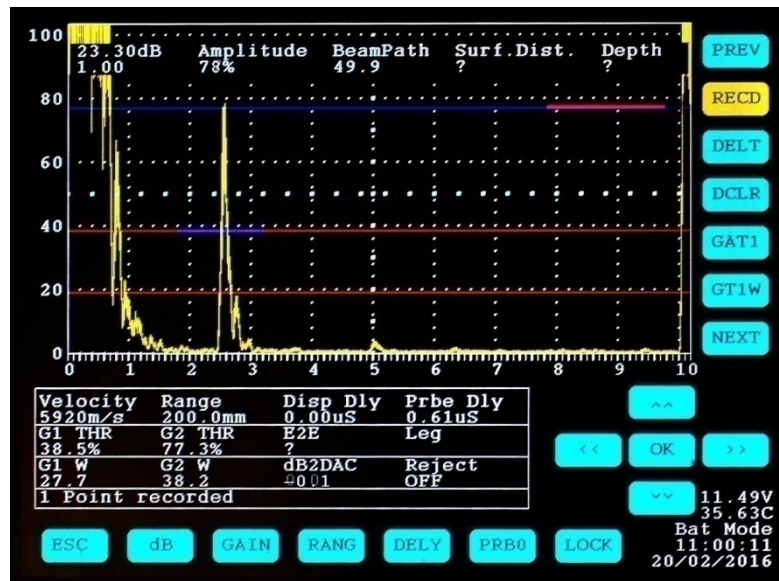 100 23.30dB Amplitude BeamPath Surf.Dist. Depth PREV
1.00 78% 49.9 ? ?
80 RECD
60 DELT
40 DCLR
20 GAT1
GT1W
0 NEXT
0 1 2 3 4 5 6 7 8 9 10
Velocity Range Disp Dly Prbe Dly
5920m/s 200.0mm 0.00uS 0.61uS
G1 THR G2 THR E2E Leg
38.5% 77.3% ?
G1 W G2 W dB2DAC Reject
27.7 38.2 OFF
1 Point recorded
^^
<< OK >>
vv
11.49V
35.63C
Bat Mode
11:00:11
20/02/2016
ESC dB GAIN RANG DELY PRB0 LOCK